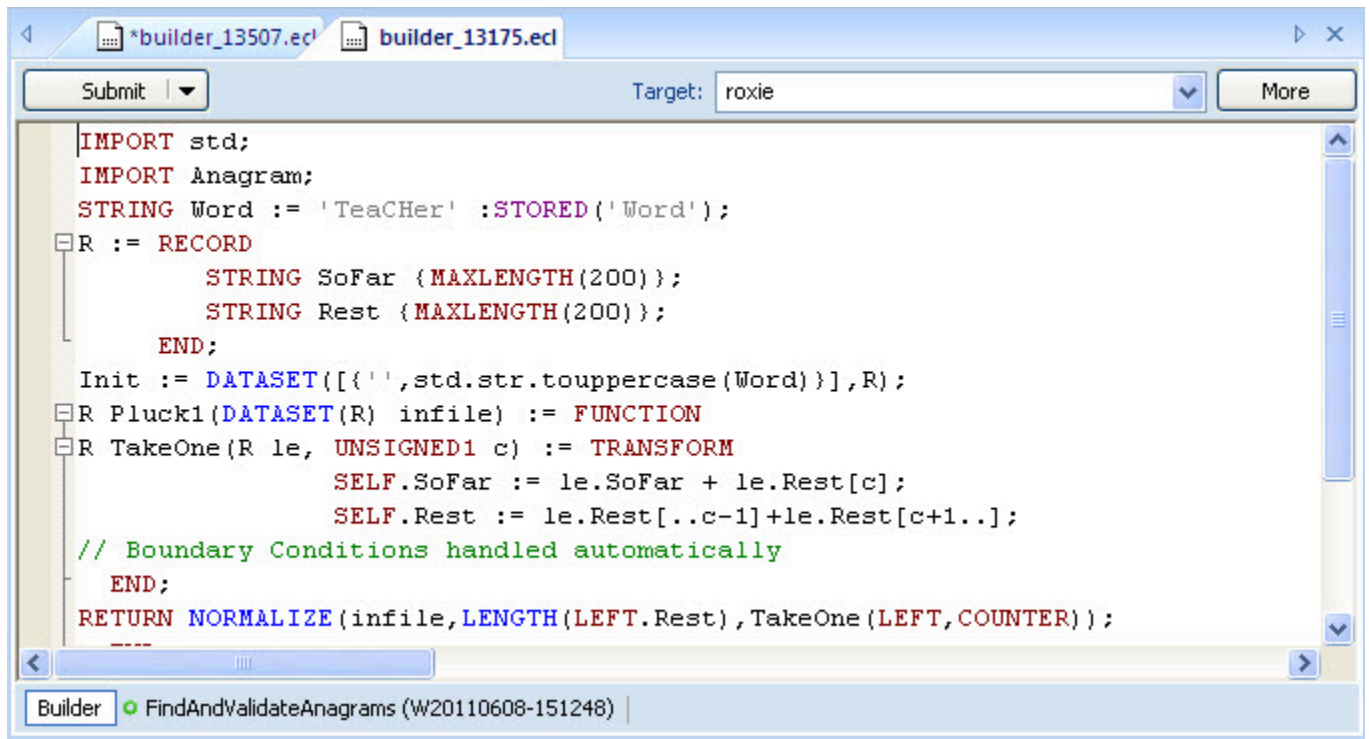 *builder_13507.ecl builder_13175.ecl
Submit Target: roxie More
IMPORT std;
IMPORT Anagram;
STRING Word := 'TeaCHer' :STORED('Word');
R := RECORD
STRING SoFar {MAXLENGTH(200)};
STRING Rest {MAXLENGTH(200)};
END;
Init := DATASET([{'',std.str.touppercase(Word)}],R);
R Pluck1(DATASET(R) infile) := FUNCTION
R TakeOne(R le, UNSIGNED1 c) := TRANSFORM
SELF.SoFar := le.SoFar + le.Rest[c];
SELF.Rest := le.Rest[..c-1]+le.Rest[c+1..];
// Boundary Conditions handled automatically
END;
RETURN NORMALIZE(infile,LENGTH(LEFT.Rest),TakeOne(LEFT,COUNTER));
Builder FindAndValidateAnagrams (W20110608-151248)